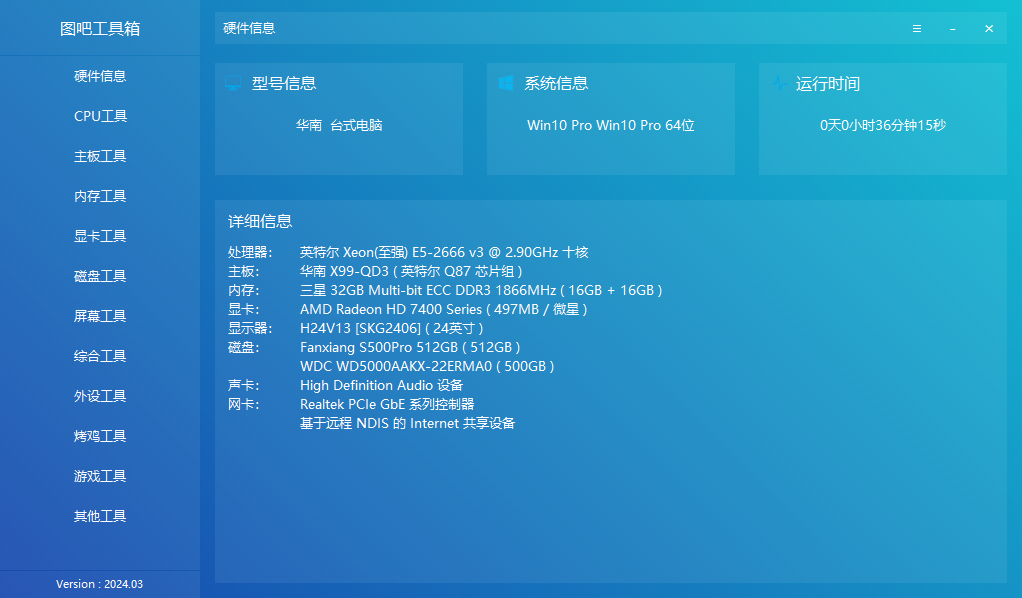 图吧工具箱
硬件信息
CPU工具
主板工具
内存工具
显卡工具
磁盘工具
屏幕工具
综合工具
外设工具
烤鸡工具
游戏工具
其他工具
Version : 2024.03
硬件信息
型号信息
华南 台式电脑
系统信息
Win10 Pro Win10 Pro 64位
运行时间
0天0小时36分钟15秒
详细信息
处理器： 英特尔 Xeon(至强) E5-2666 v3 @ 2.90GHz 十核
主板： 华南 X99-QD3 ( 英特尔 Q87 芯片组 )
内存： 三星 32GB Multi-bit ECC DDR3 1866MHz ( 16GB + 16GB )
显卡： AMD Radeon HD 7400 Series ( 497MB / 微星 )
显示器： H24V13 [SKG2406] ( 24英寸 )
磁盘： Fanxiang S500Pro 512GB ( 512GB )
WDC WD5000AAKX-22ERMA0 ( 500GB )
声卡： High Definition Audio 设备
网卡： Realtek PCIe GbE 系列控制器
基于远程 NDIS 的 Internet 共享设备